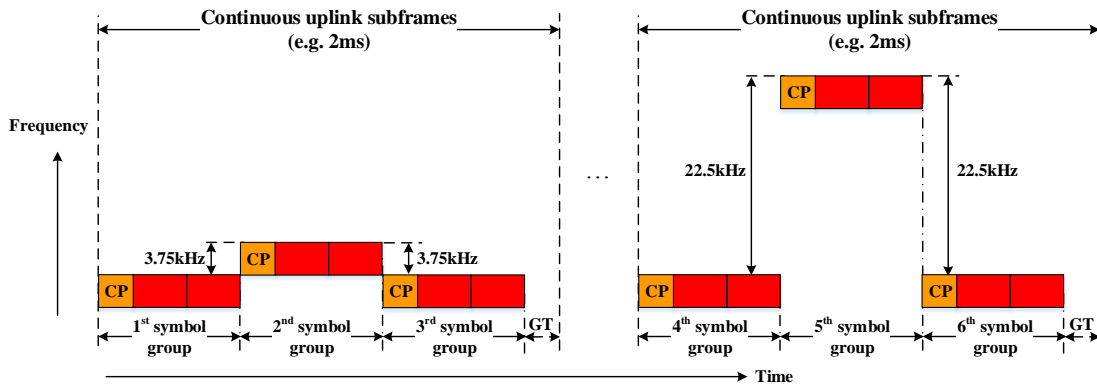 Continuous uplink subframes
(e.g. 2ms)
Continuous uplink subframes
(e.g. 2ms)
Frequency
CP
22.5kHz
22.5kHz
...
3.75kHz
CP
3.75kHz
CP
CP
CP
CP
1st symbol
group
2nd symbol
group
3rd symbol
group
GT
4th symbol
group
5th symbol
group
6th symbol
group
GT
Time